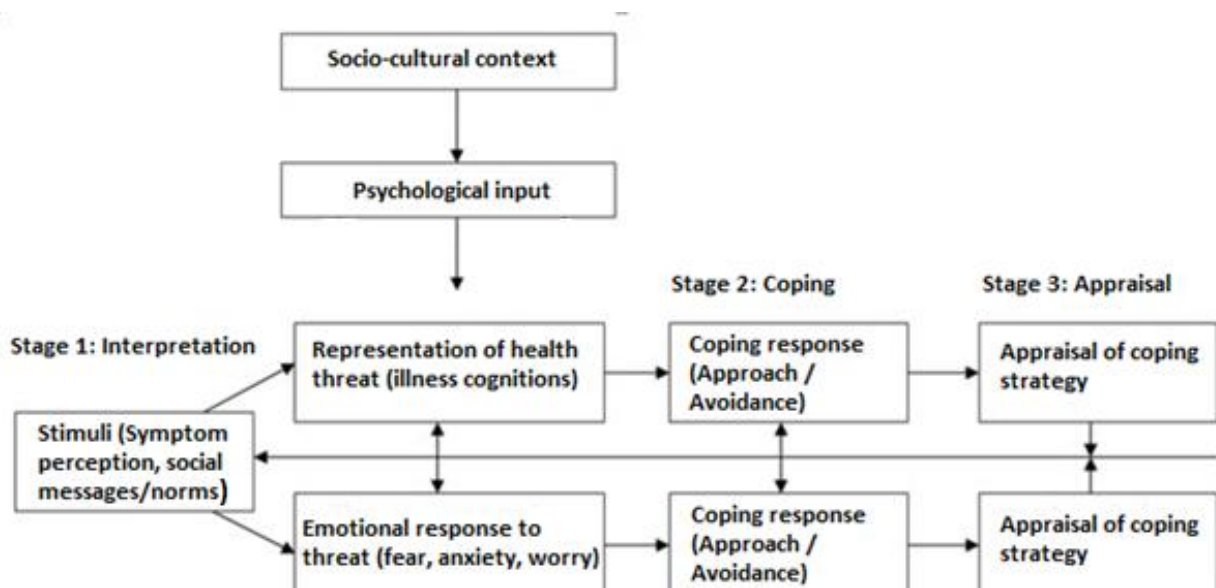 Socio-cultural context
Psychological input
Stage 2: Coping
Stage 3: Appraisal
Stage 1: Interpretation
Representation of health
threat (illness cognitions)
Coping response
(Approach /
Avoidance)
Appraisal of coping
strategy
Stimuli (Symptom
perception, social
messages/norms)
Emotional response to
threat (fear, anxiety, worry)
Coping response
(Approach /
Avoidance)
Appraisal of coping
strategy